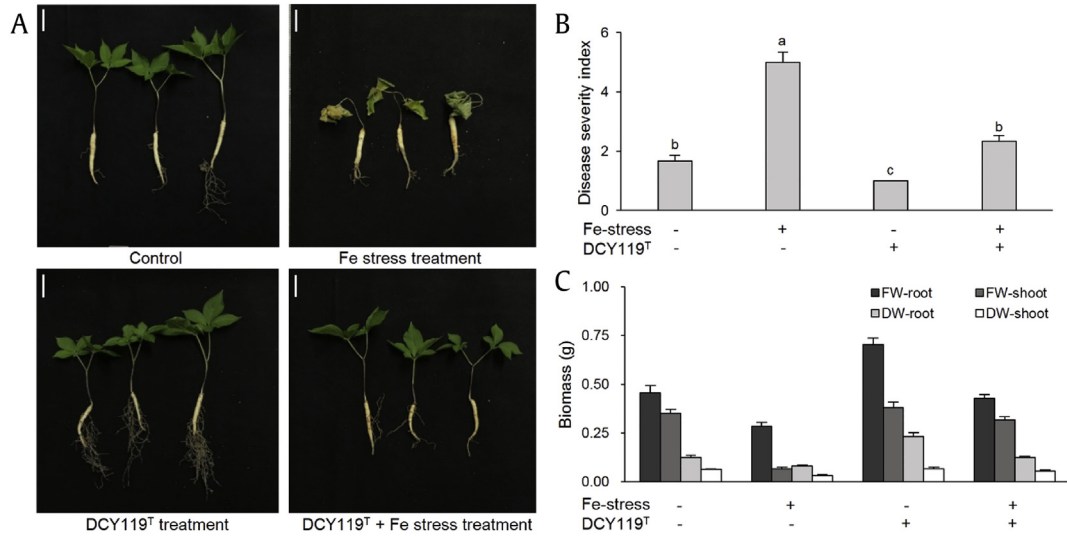 A
Control
Fe stress treatment
DCY119ᵀ treatment
DCY119ᵀ + Fe stress treatment
B
Disease severity index
6
4
2
0
b
a
c
b
Fe-stress - + - +
DCY119ᵀ - - + +
C
Biomass (g)
1.00
0.75
0.50
0.25
0.00
FW-root FW-shoot
DW-root DW-shoot
Fe-stress - + - +
DCY119ᵀ - - + +